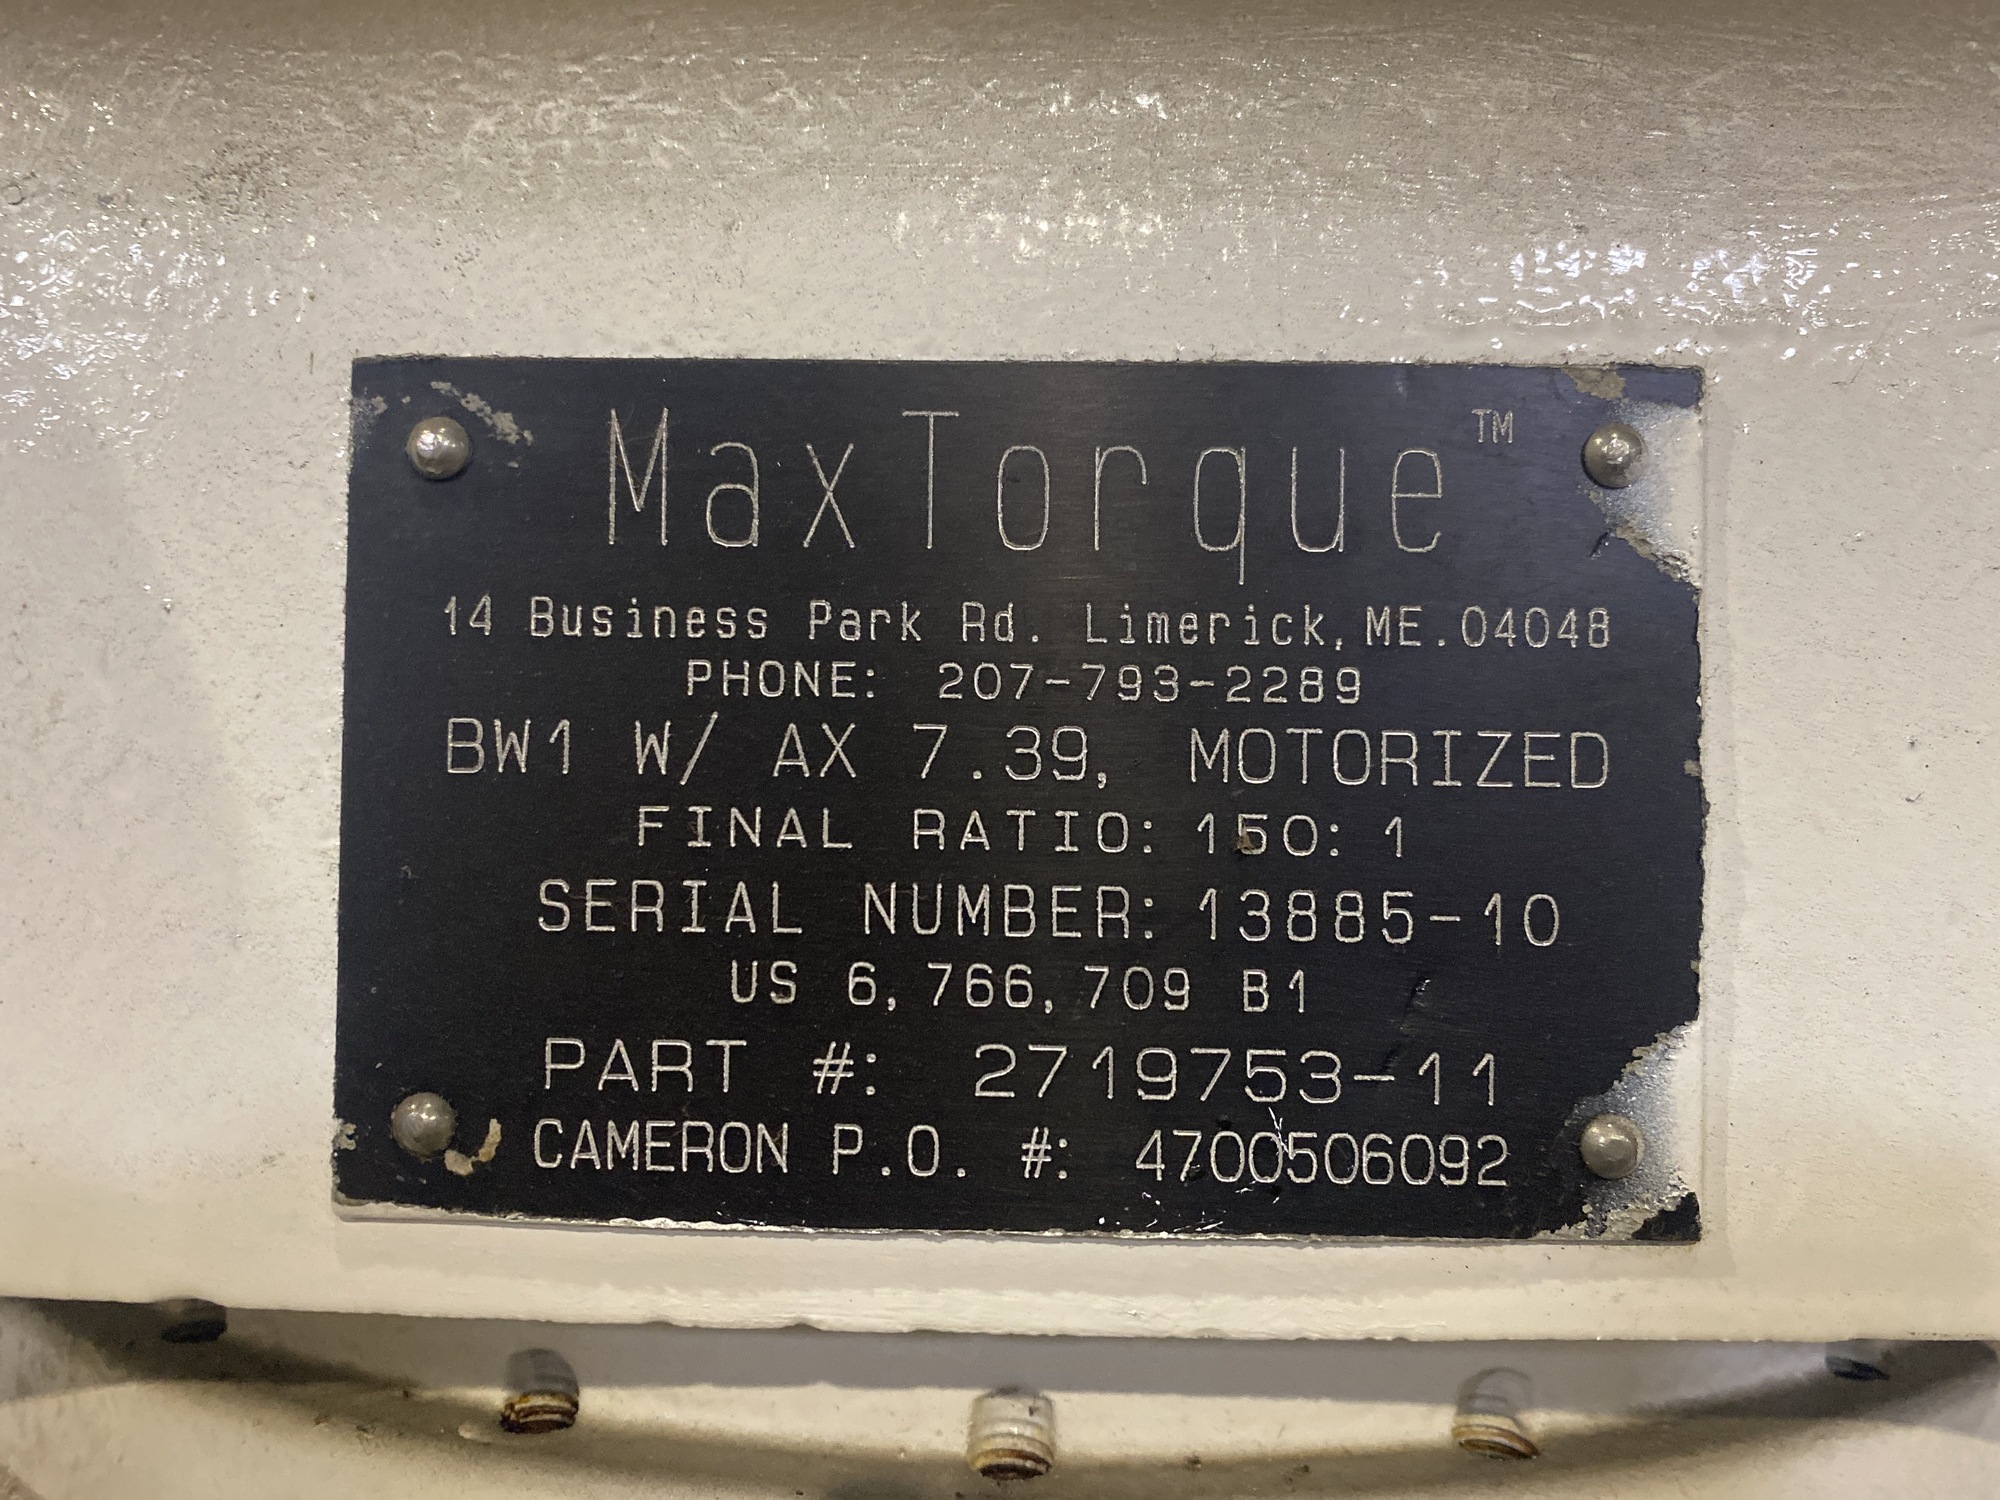 MaxTorque™
14 Business Park Rd. Limerick, ME. 04048
PHONE: 207-793-2289
BW1 W/ AX 7.39, MOTORIZED
FINAL RATIO: 150:1
SERIAL NUMBER: 13885-10
US 6,766,709 B1
PART #: 2719753-11
CAMERON P.O. #: 4700506092